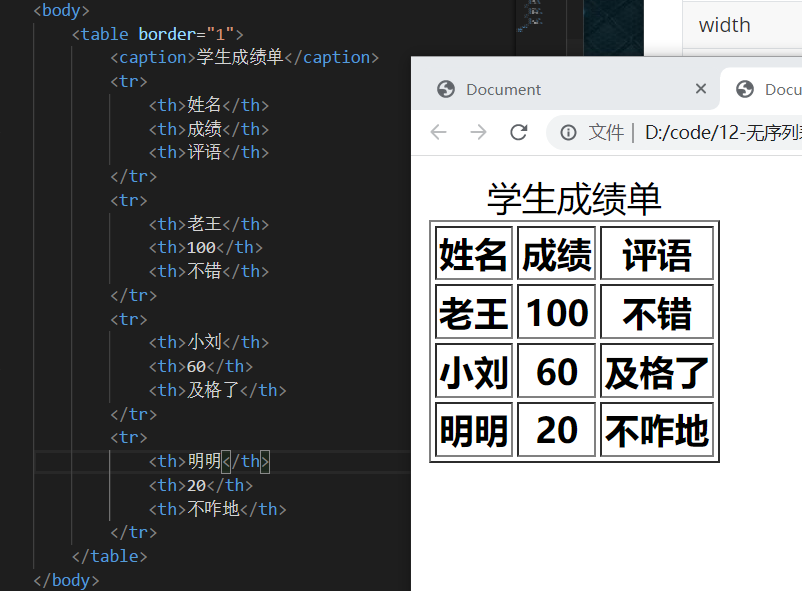 <body>
<table border="1">
<caption>学生成绩单</caption>
<tr>
<th>姓名</th>
<th>成绩</th>
<th>评语</th>
</tr>
<tr>
<th>老王</th>
<th>100</th>
<th>不错</th>
</tr>
<tr>
<th>小刘</th>
<th>60</th>
<th>及格了</th>
</tr>
<tr>
<th>明明</th>
<th>20</th>
<th>不咋地</th>
</tr>
</table>
</body>
width
Document
Docu
文件 | D:/code/12-无序列
学生成绩单
姓名 成绩 评语
老王 100 不错
小刘 60 及格了
明明 20 不咋地